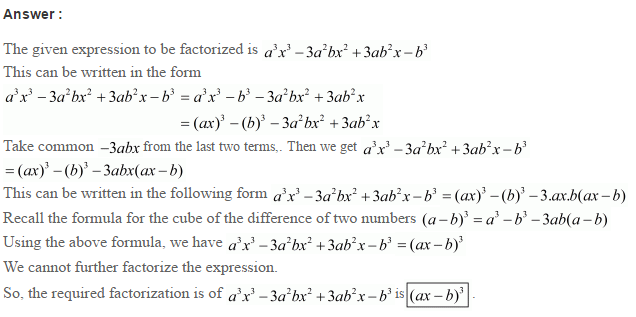 Answer :
The given expression to be factorized is a³x³ – 3a²bx² + 3ab²x – b³
This can be written in the form
a³x³ – 3a²bx² + 3ab²x – b³ = a³x³ – b³ – 3a²bx² + 3ab²x
= (ax)³ – (b)³ – 3a²bx² + 3ab²x
Take common –3abx from the last two terms,. Then we get a³x³ – 3a²bx² + 3ab²x – b³
= (ax)³ – (b)³ – 3abx(ax – b)
This can be written in the following form a³x³ – 3a²bx² + 3ab²x – b³ = (ax)³ – (b)³ – 3.ax.b(ax – b)
Recall the formula for the cube of the difference of two numbers (a – b)³ = a³ – b³ – 3ab(a – b)
Using the above formula, we have a³x³ – 3a²bx² + 3ab²x – b³ = (ax – b)³
We cannot further factorize the expression.
So, the required factorization is of a³x³ – 3a²bx² + 3ab²x – b³ is (ax – b)³ .